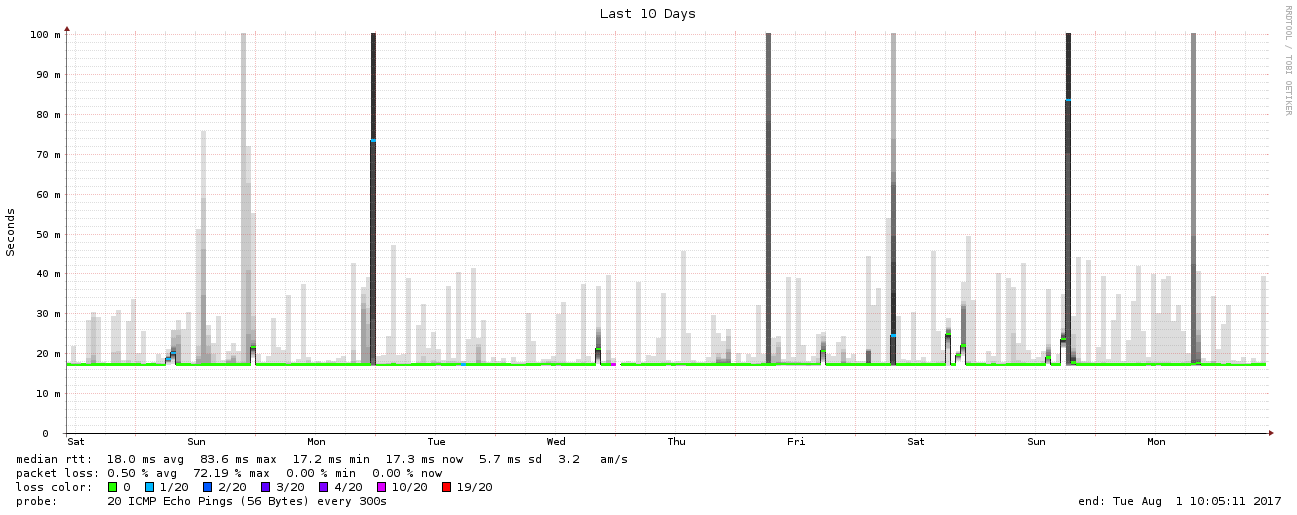 Last 10 Days
RRDTOOL / TOBI OETIKER
Seconds
100 m
90 m
80 m
70 m
60 m
50 m
40 m
30 m
20 m
10 m
0
Sat Sun Mon Tue Wed Thu Fri Sat Sun Mon
median rtt: 18.0 ms avg 83.6 ms max 17.2 ms min 17.3 ms now 5.7 ms sd 3.2 am/s
packet loss: 0.50 % avg 72.19 % max 0.00 % min 0.00 % now
loss color: 0 1/20 2/20 3/20 4/20 10/20 19/20
probe: 20 ICMP Echo Pings (56 Bytes) every 300s end: Tue Aug 1 10:05:11 2017